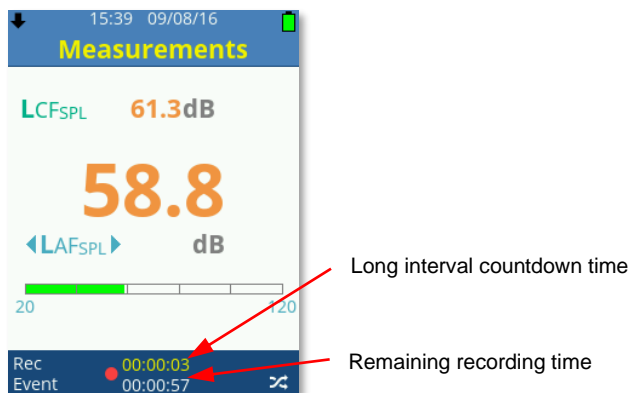 15:39 09/08/16
Measurements
LCFSPL 61.3dB
58.8
LAFSPL dB
20 120
Long interval countdown time
Rec 00:00:03
Remaining recording time
Event 00:00:57